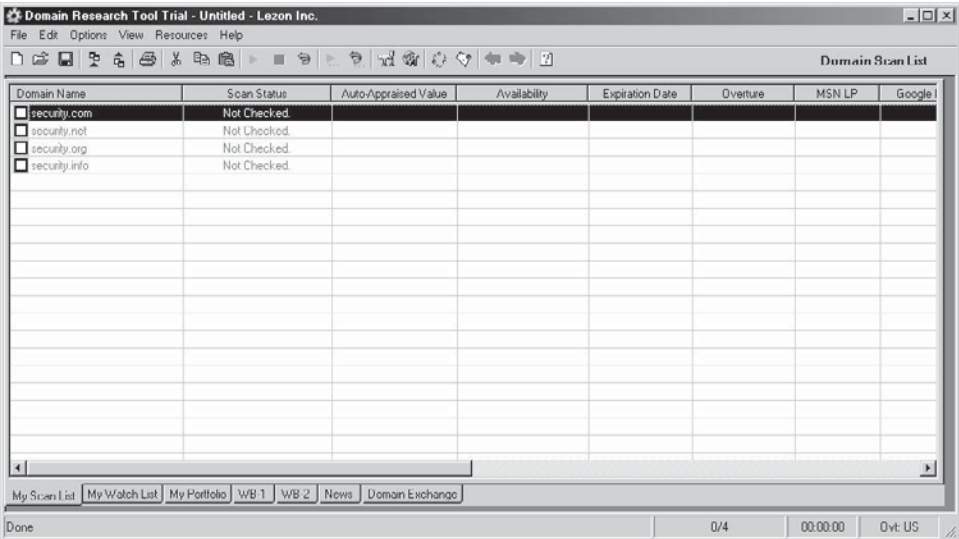 Domain Research Tool Trial - Untitled - Lezon Inc.
File Edit Options View Resources Help
Domain Scan List
Domain Name Scan Status Auto-Appraised Value Availability Expiration Date Overture MSN LP Google
security.com Not Checked.
security.net Not Checked.
security.org Not Checked.
security.info Not Checked.
My Scan List My Watch List My Portfolio WB 1 WB 2 News Domain Exchange
Done 0/4 00:00:00 Ovt: US